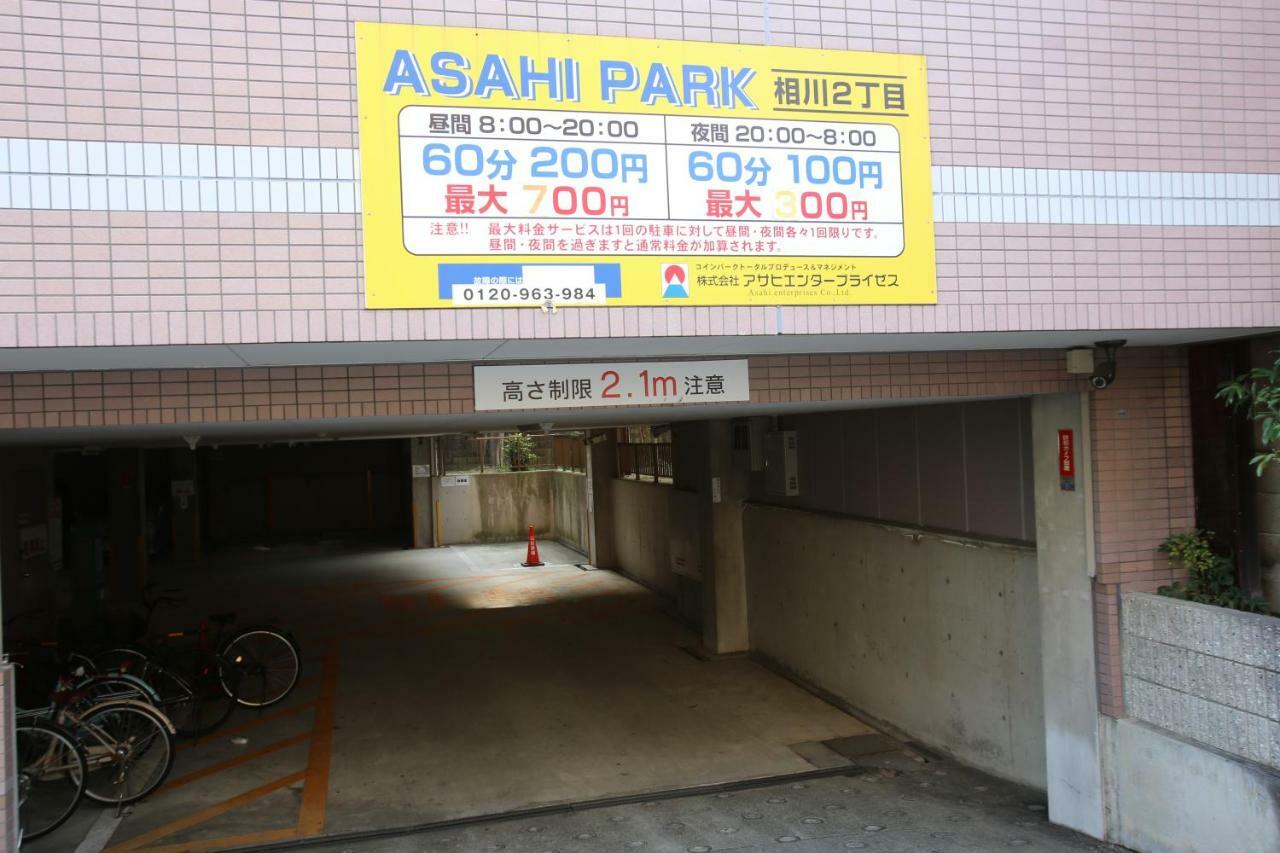 ASAHI PARK 相川2丁目
昼間 8:00～20:00
60分 200円
最大 700円
夜間 20:00～8:00
60分 100円
最大 300円
注意!! 最大料金サービスは1回の駐車に対して昼間・夜間各々1回限りです。
昼間・夜間を過ぎますと通常料金が加算されます。
故障の際には
0120-963-984
コインパークトータルプロデュース&マネジメント
株式会社 アサヒエンタープライゼス
Asahi enterprises Co.,Ltd.
高さ制限 2.1m 注意